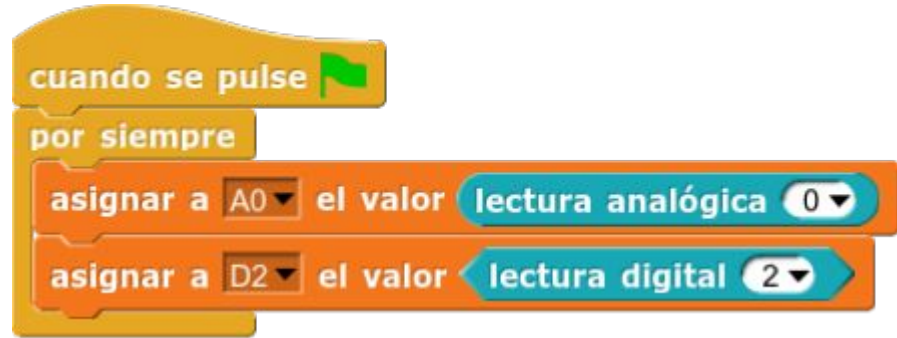 cuando se pulse
por siempre
asignar a A0 el valor lectura analógica 0
asignar a D2 el valor lectura digital 2